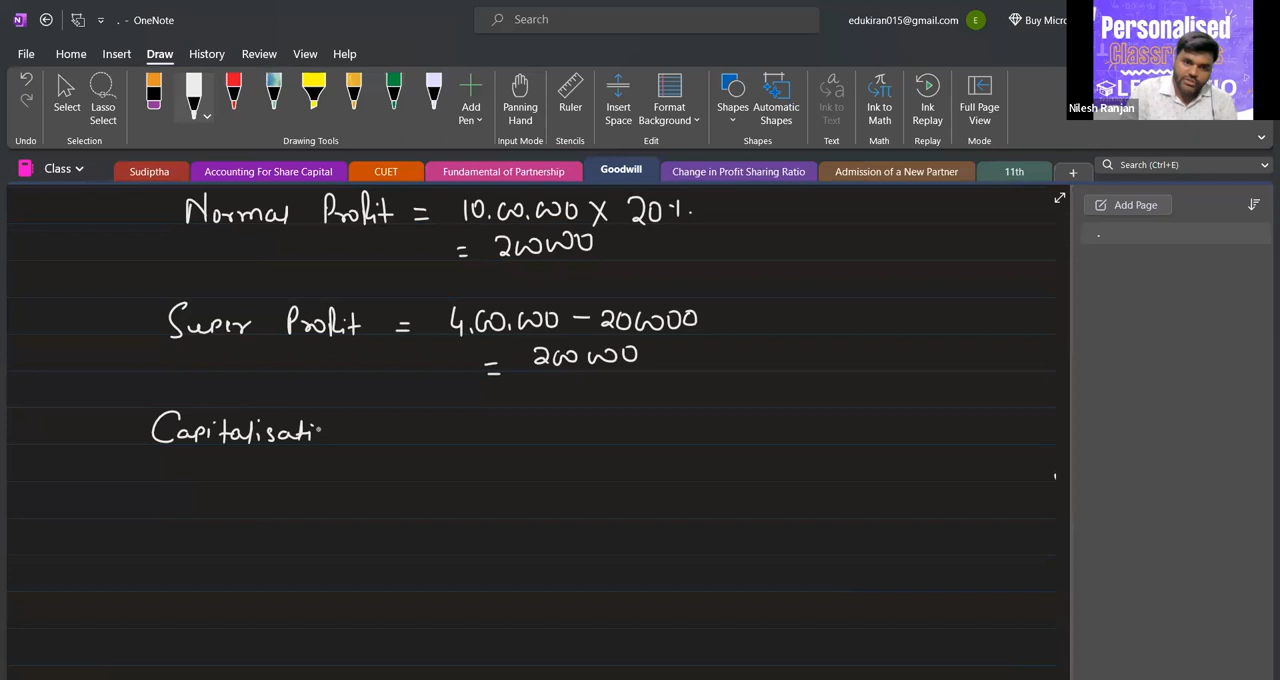 . - OneNote
Search
edukiran015@gmail.com
E
Buy Micro
File Home Insert Draw History Review View Help
Undo
Select
Lasso Select
Selection
Drawing Tools
Add Pen
Panning Hand
Input Mode
Ruler
Stencils
Insert Space
Format Background
Edit
Shapes
Automatic Shapes
Shapes
Ink to Text
Text
Ink to Math
Math
Ink Replay
Replay
Full Page View
Mode
Personalised
Nilesh Ranjan
Class
Sudiptha
Accounting For Share Capital
CUET
Fundamental of Partnership
Goodwill
Change in Profit Sharing Ratio
Admission of a New Partner
11th
+
Search (Ctrl+E)
Add Page
.
Normal Profit = 10.00.000 X 20%.
= 200000
Super Profit = 4.00.000 - 200000
= 200000
Capitalisati